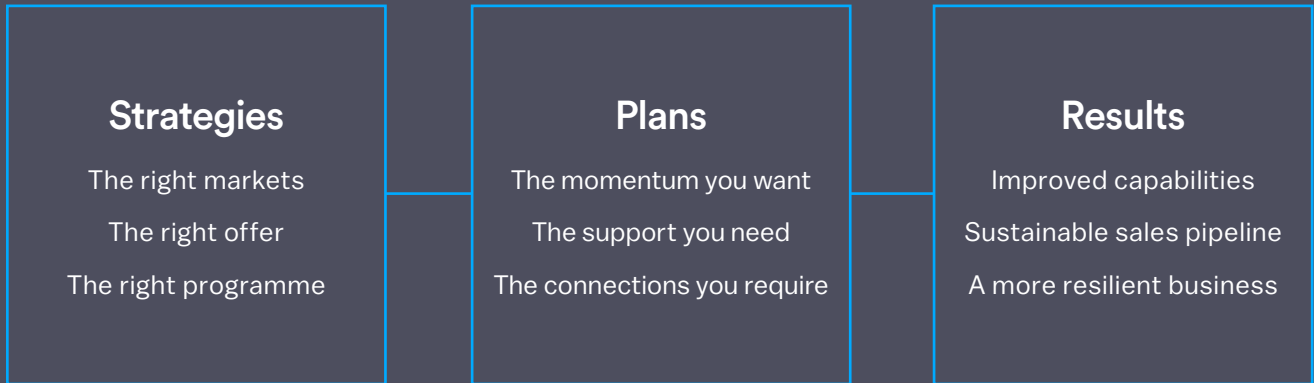 Strategies
The right markets
The right offer
The right programme
Plans
The momentum you want
The support you need
The connections you require
Results
Improved capabilities
Sustainable sales pipeline
A more resilient business